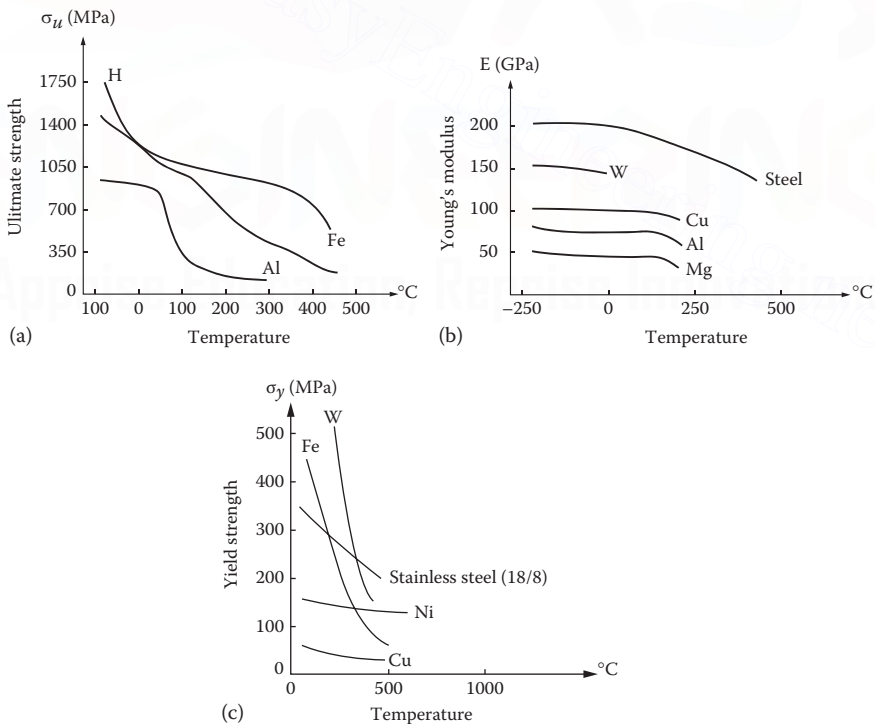 σu (MPa)
Ulitmate strength
1750
1400
1050
700
350
0
H
Fe
Al
100 0 100 200 300 400 500
°C
Temperature
(a)
E (GPa)
Young's modulus
200
150
100
50
Steel
W
Cu
Al
Mg
−250 0 250 500
°C
Temperature
(b)
σy (MPa)
Yield strength
500
400
300
200
100
0
W
Fe
Stainless steel (18/8)
Ni
Cu
0 500 1000
°C
Temperature
(c)